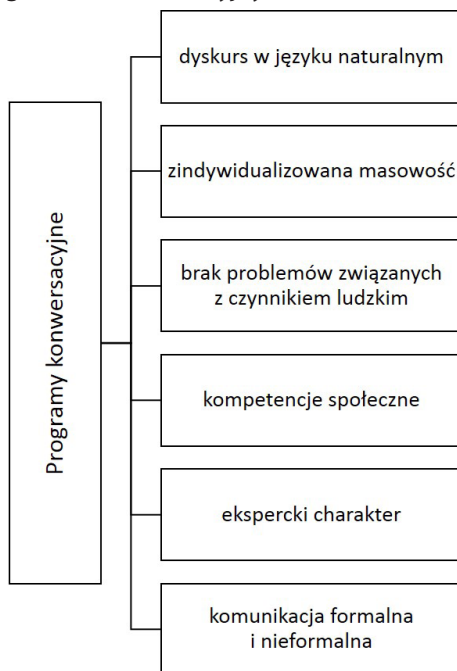 Programy konwersacyjne
dyskurs w języku naturalnym
zindywidualizowana masowość
brak problemów związanych
z czynnikiem ludzkim
kompetencje społeczne
ekspercki charakter
komunikacja formalna
i nieformalna